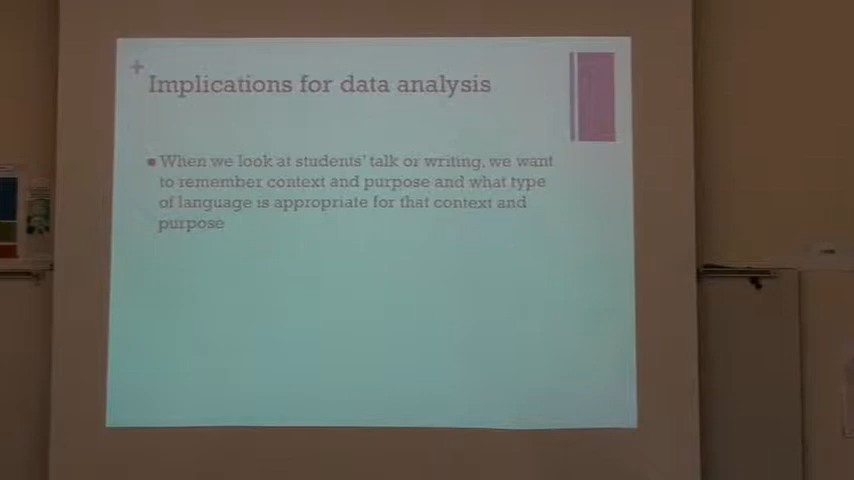 +
Implications for data analysis
▪ When we look at students' talk or writing, we want
to remember context and purpose and what type
of language is appropriate for that context and
purpose